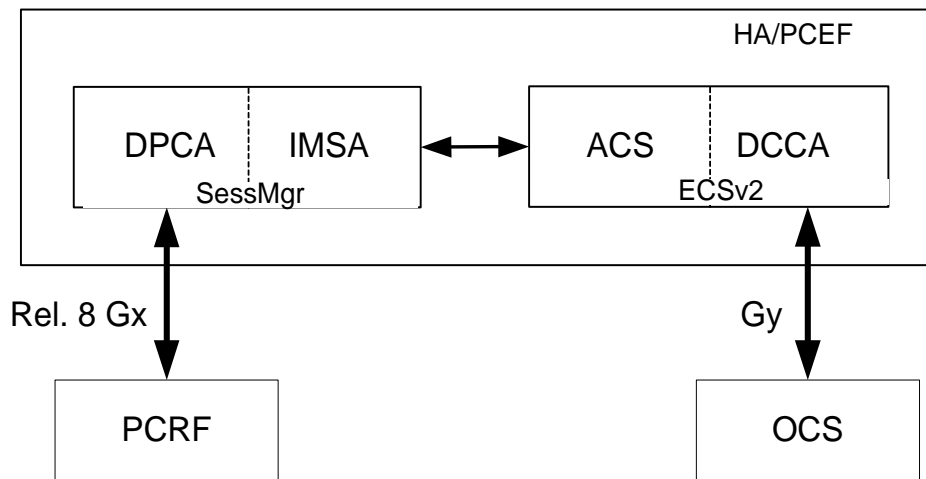 HA/PCEF
DPCA
IMSA
ACS
DCCA
SessMgr
ECSv2
Rel. 8 Gx
Gy
PCRF
OCS